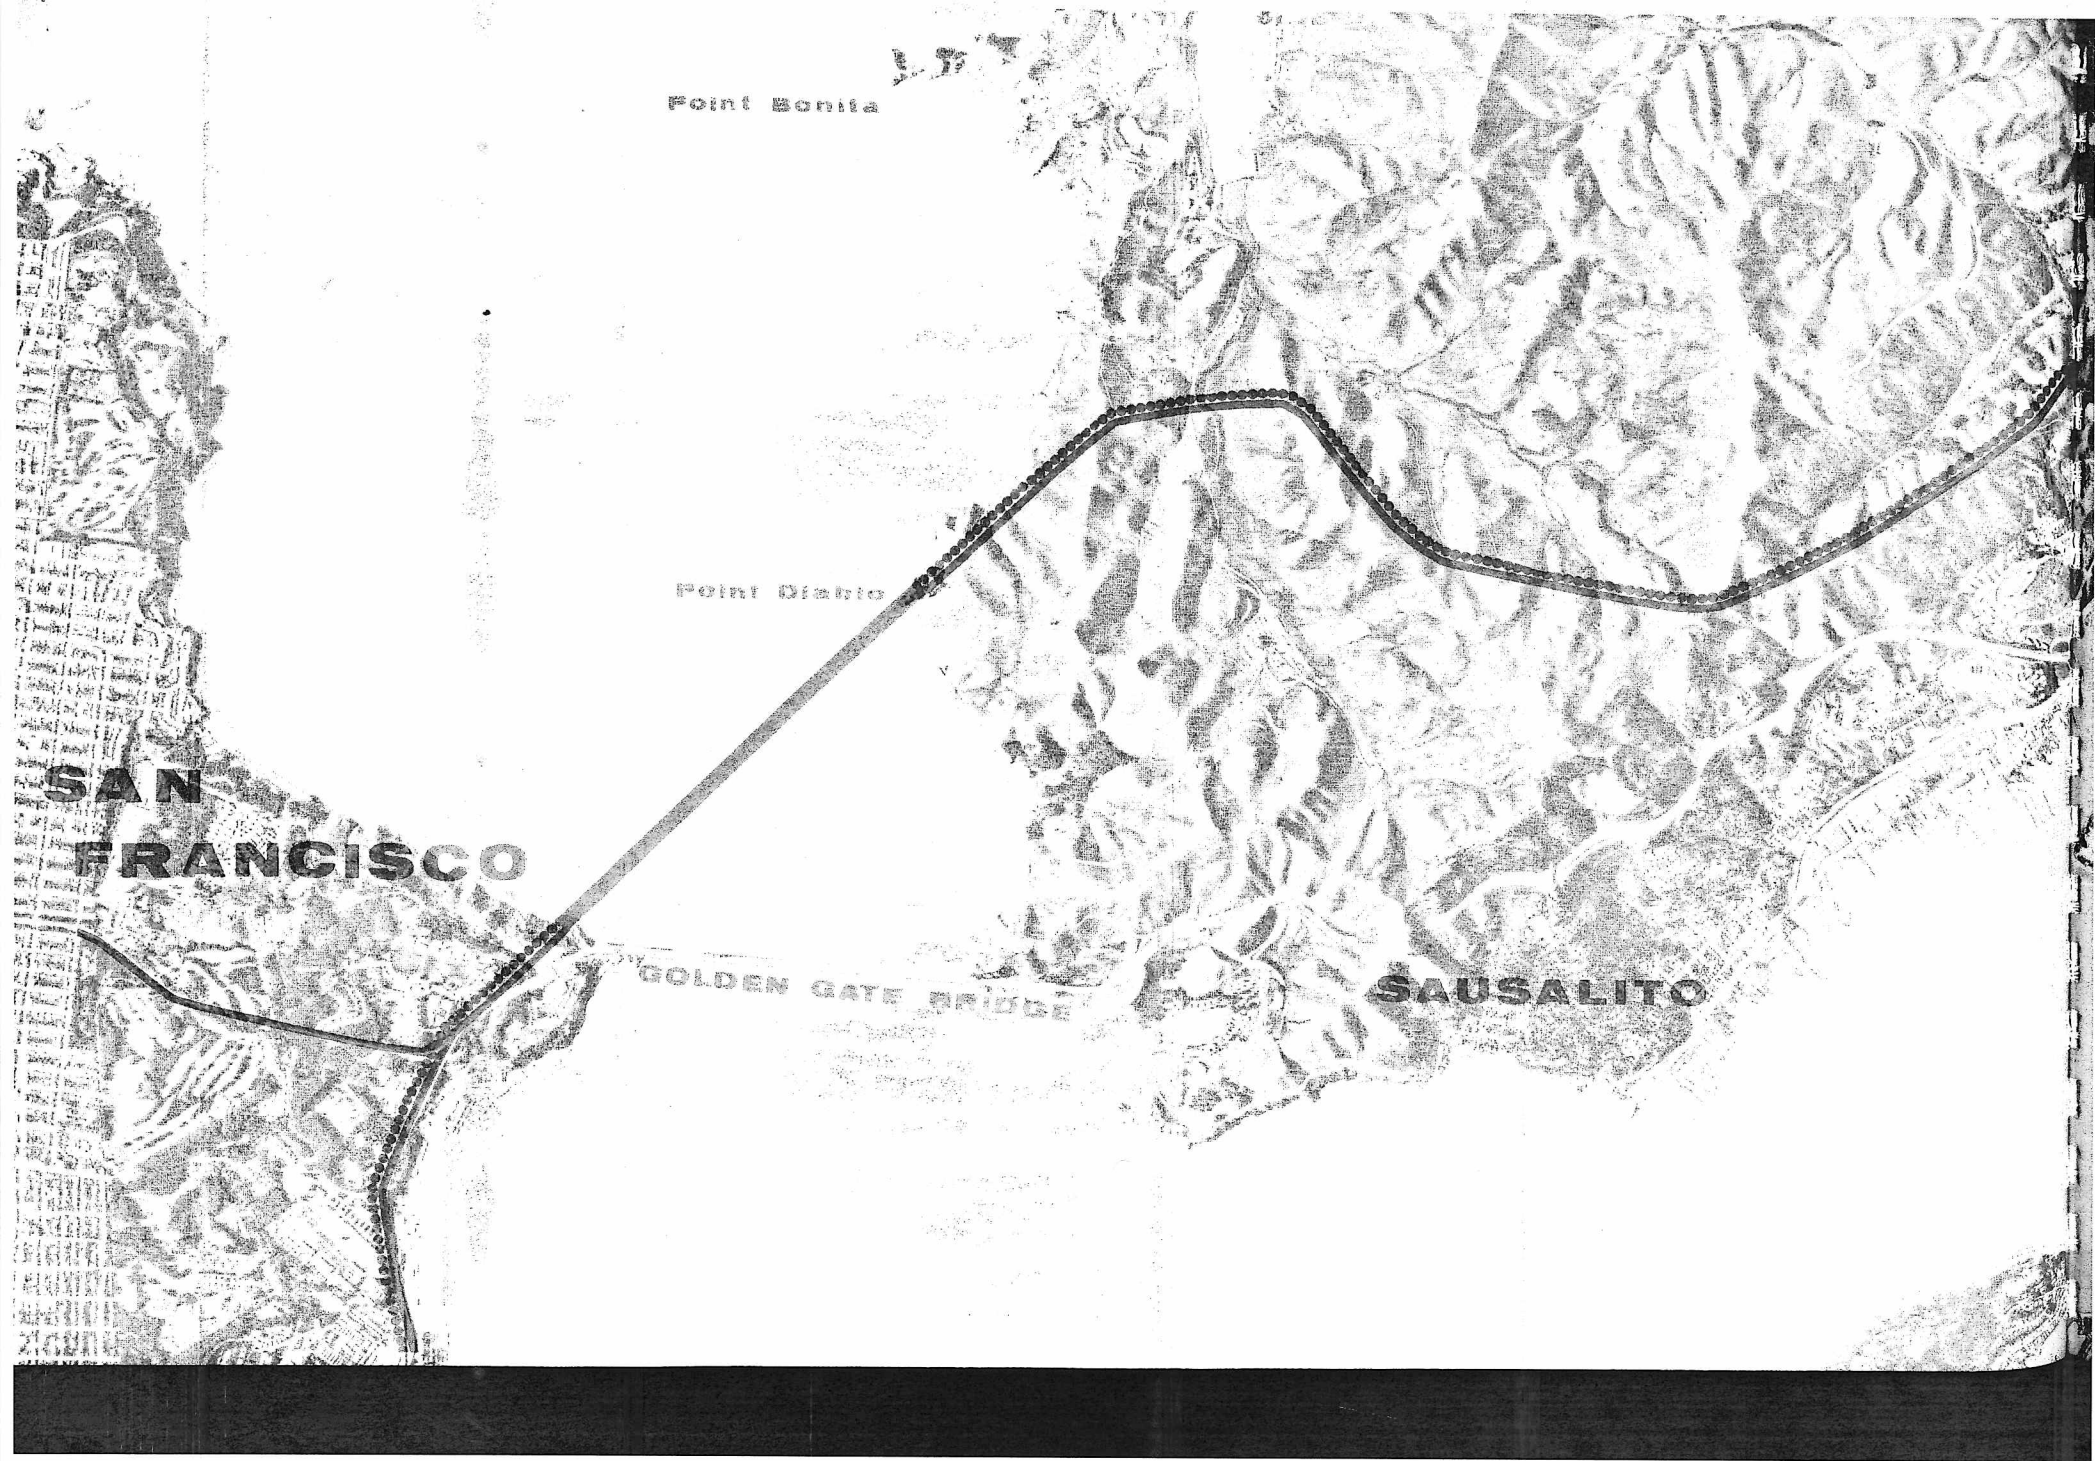 Point Bonita
Point Diablo
SAN
FRANCISCO
GOLDEN GATE BRIDGE
SAUSALITO